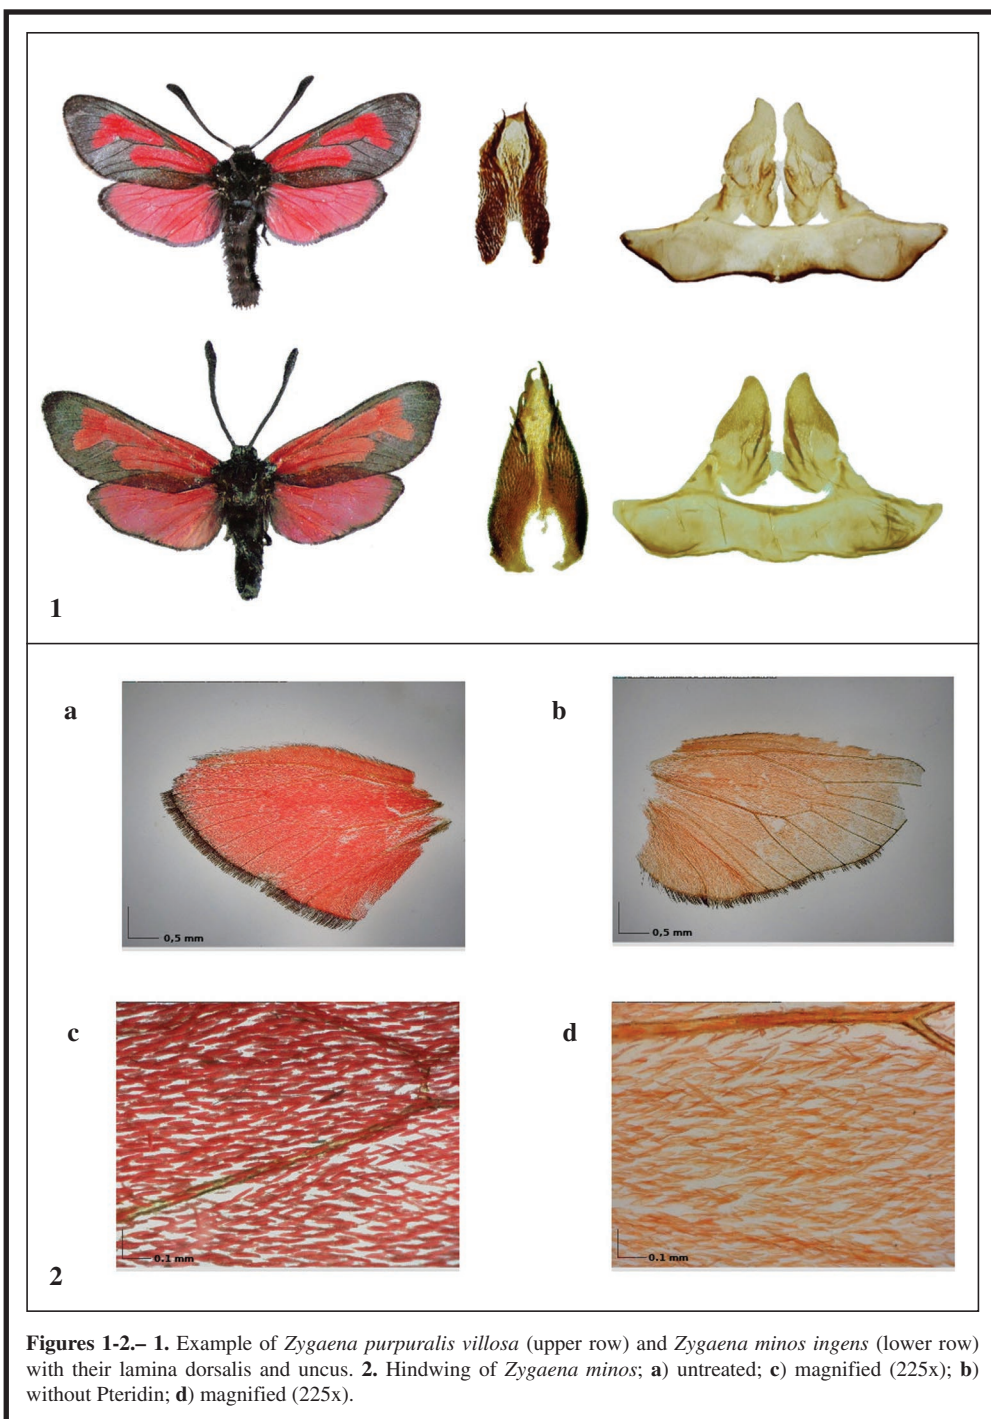 1
a
b
0,5 mm
0,5 mm
c
d
0.1 mm
0.1 mm
2
Figures 1-2.– 1. Example of Zygaena purpuralis villosa (upper row) and Zygaena minos ingens (lower row)
with their lamina dorsalis and uncus. 2. Hindwing of Zygaena minos; a) untreated; c) magnified (225x); b)
without Pteridin; d) magnified (225x).